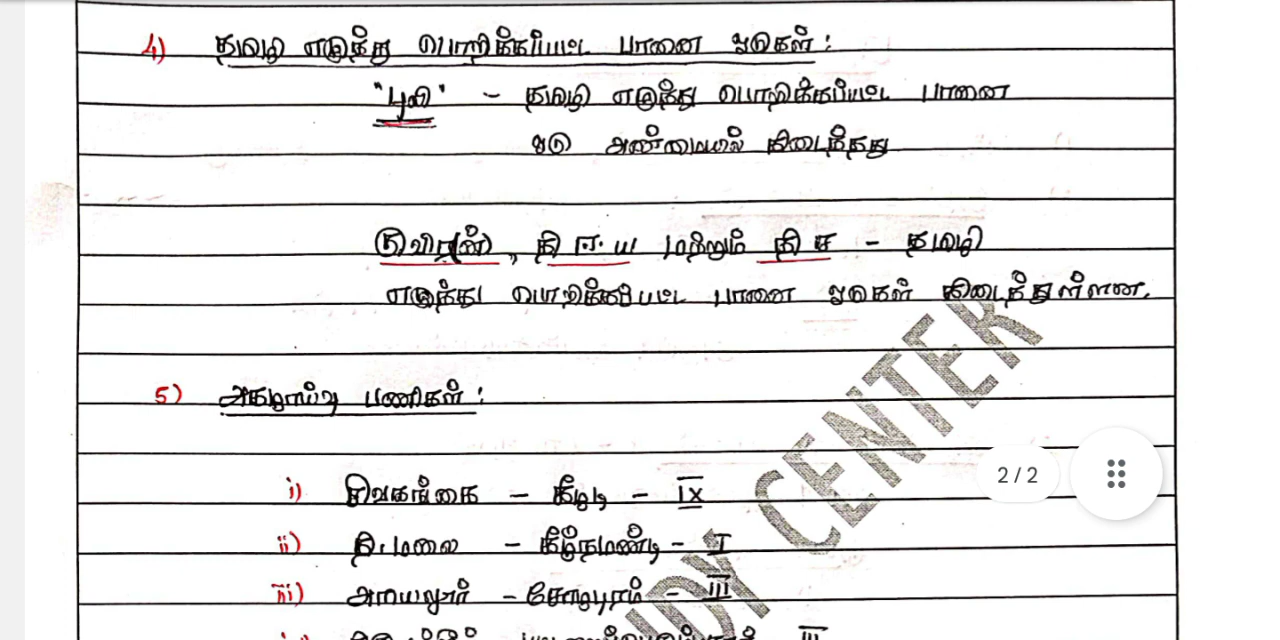 4) தமிழ் எழுத்து பொறிக்கப்பட்ட பானை ஓடுகள் :
"புலி" - தமிழ் எழுத்து பொறிக்கப்பட்ட பானை
ஓடு அண்மையில் கிடைத்தது
மற்றும் தி ச - தமிழ்
எழுத்து பொறிக்கப்பட்ட பானை ஓடுகள் கிடைத்துள்ளன.
5) அகழாய்வு பணிகள் :
i) சிவகங்கை - கீழடி - IX
ii) தி.மலை - கீழ்நமண்டி - I
iii) அரியலூர் - சோழபுரம் - III
III
2 / 2
CENTER